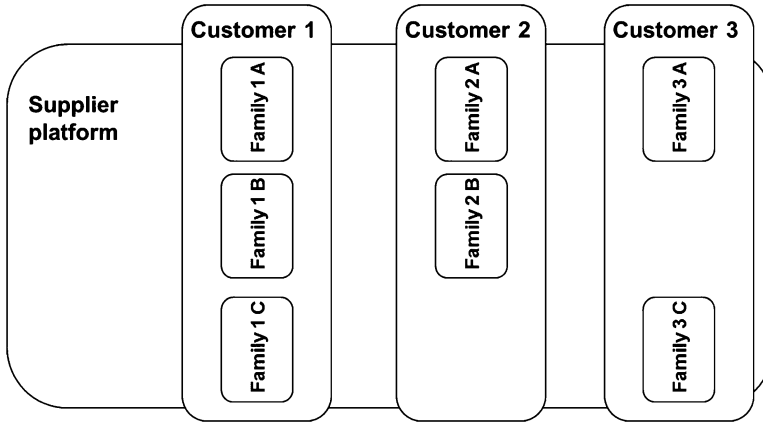 Customer 1
Customer 2
Customer 3
Supplier
platform
Family 1 A
Family 2 A
Family 3 A
Family 1 B
Family 2 B
Family 1 C
Family 3 C